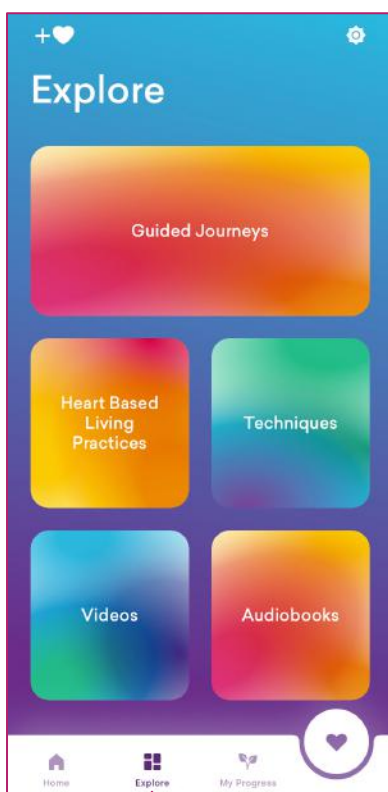 Explore
Guided Journeys
Heart Based
Living
Practices
Techniques
Videos
Audiobooks
Home
Explore
My Progress